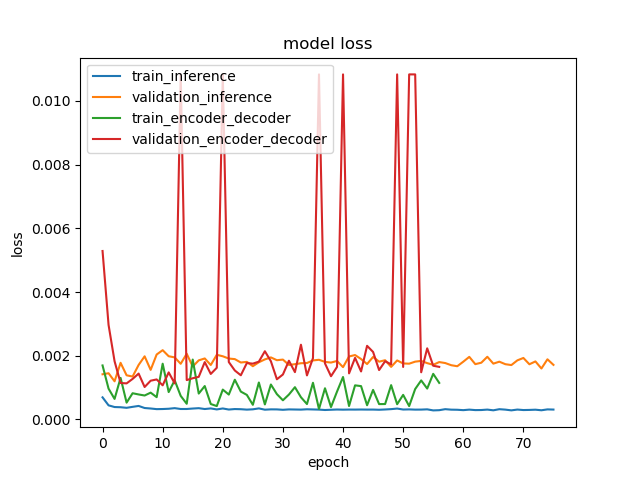 model loss
train_inference
validation_inference
train_encoder_decoder
validation_encoder_decoder
0.010
0.008
0.006
0.004
0.002
0.000
loss
0 10 20 30 40 50 60 70
epoch